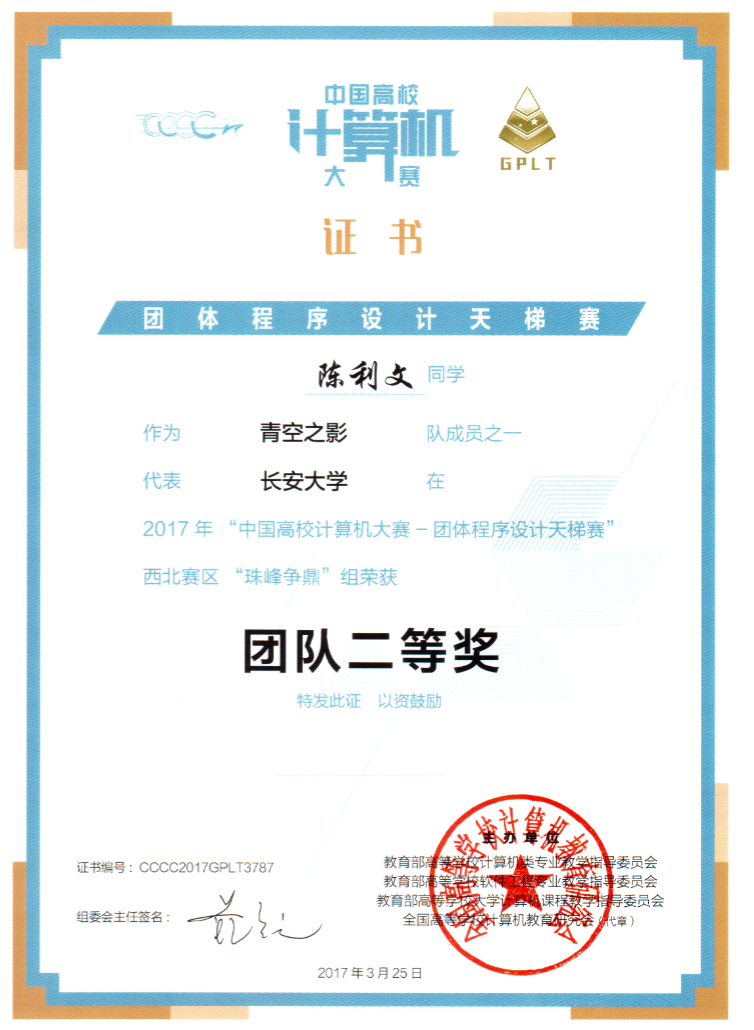 CCCC
中国高校
计算机
大赛
GPLT
证书
团体程序设计天梯赛
陈利文 同学
作为 青空之影 队成员之一
代表 长安大学 在
2017 年 “中国高校计算机大赛－团体程序设计天梯赛”
西北赛区 “珠峰争鼎” 组荣获
团队二等奖
特发此证 以资鼓励
主办单位
教育部高等学校计算机类专业教学指导委员会
教育部高等学校软件工程专业教学指导委员会
教育部高等学校大学计算机课程教学指导委员会
全国高等学校计算机教育研究会（代章）
全国高等学校计算机教育研究会
证书编号：CCCC2017GPLT3787
组委会主任签名：
2017 年 3 月 25 日